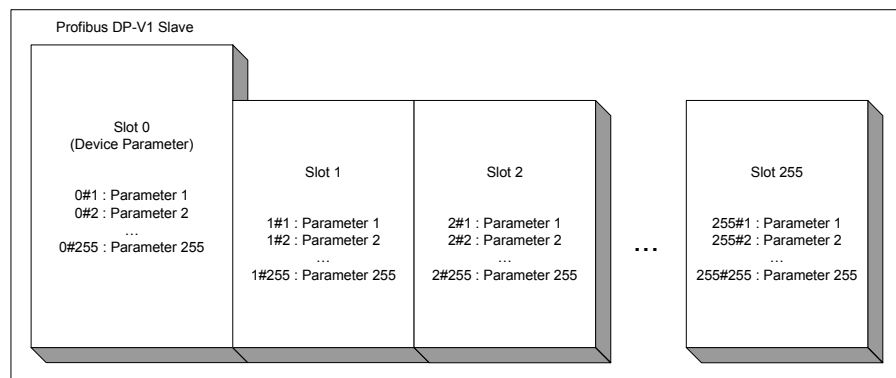 Profibus DP-V1 Slave
Slot 0
(Device Parameter)
0#1 : Parameter 1
0#2 : Parameter 2
...
0#255 : Parameter 255
Slot 1
1#1 : Parameter 1
1#2 : Parameter 2
...
1#255 : Parameter 255
Slot 2
2#1 : Parameter 1
2#2 : Parameter 2
...
2#255 : Parameter 255
...
Slot 255
255#1 : Parameter 1
255#2 : Parameter 2
...
255#255 : Parameter 255